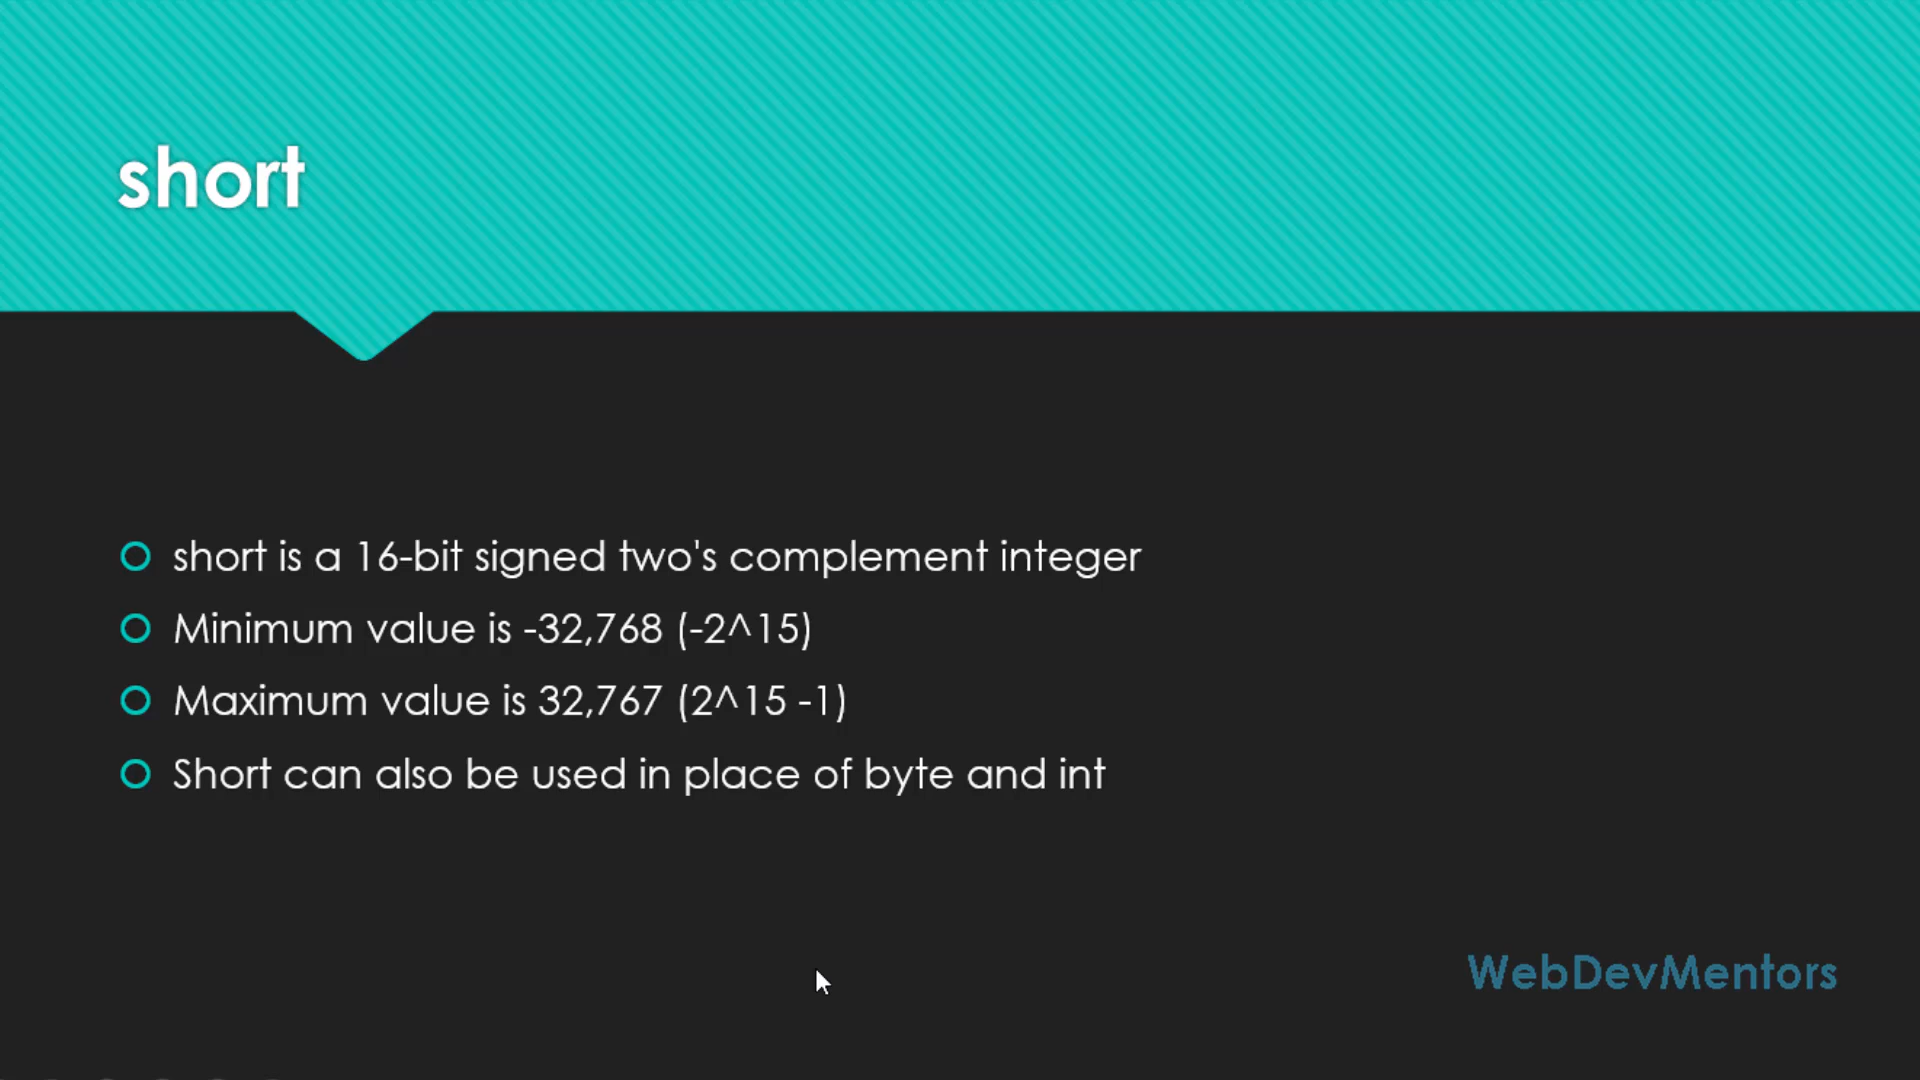 short
short is a 16-bit signed two's complement integer
Minimum value is -32,768 (-2^15)
Maximum value is 32,767 (2^15 -1)
Short can also be used in place of byte and int
WebDevMentors